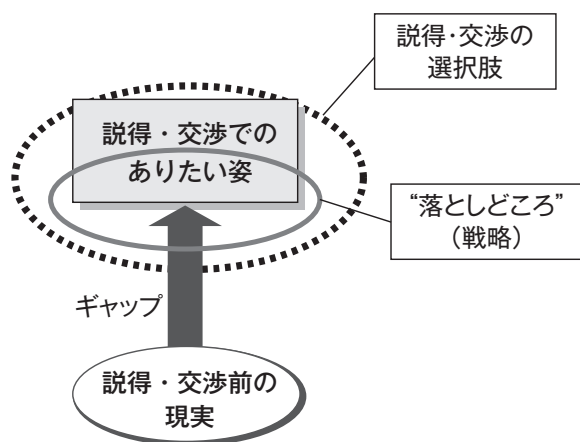 説得・交渉の
選択肢
説得・交渉での
ありたい姿
“落としどころ”
（戦略）
ギャップ
説得・交渉前の
現実